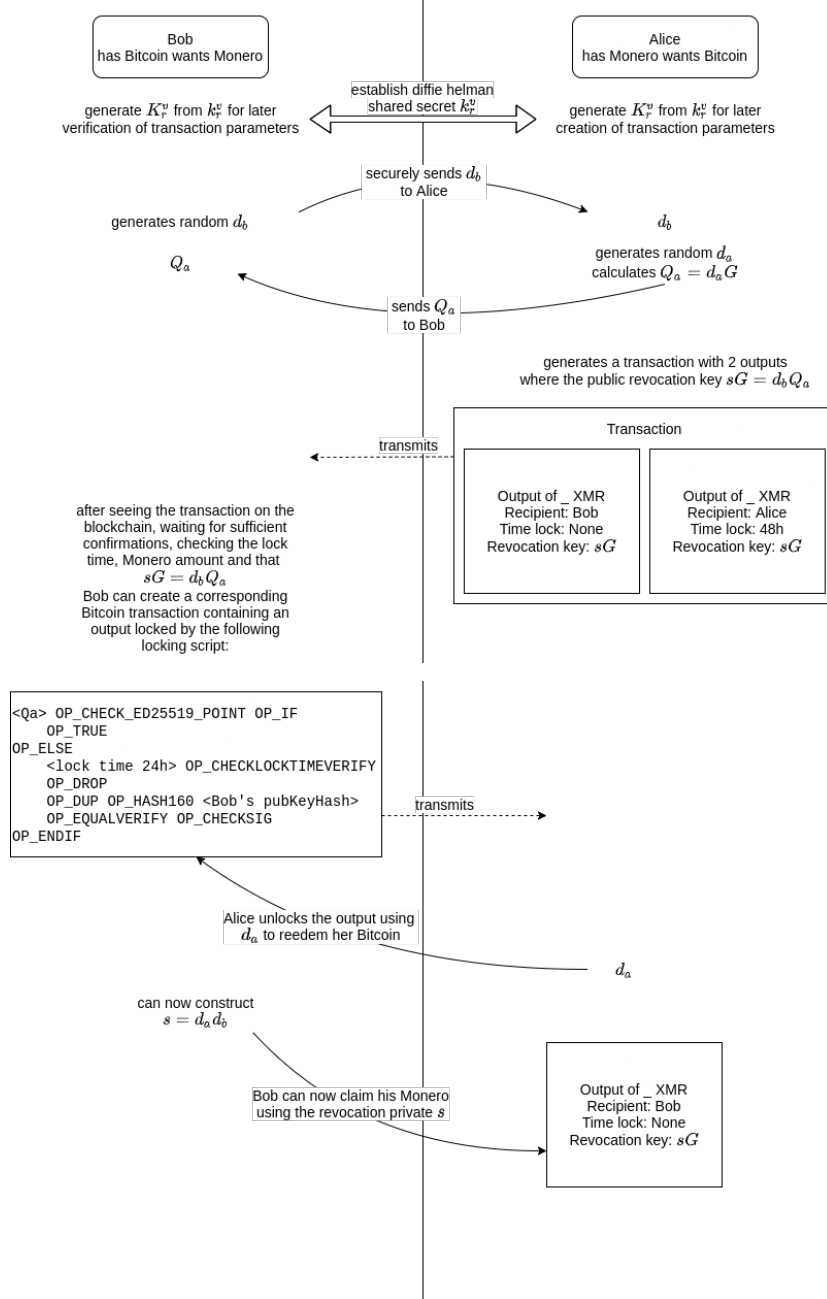 Bob
has Bitcoin wants Monero
Alice
has Monero wants Bitcoin
establish diffie helman
shared secret $k_r^v$
generate $K_r^v$ from $k_r^v$ for later
verification of transaction parameters
generate $K_r^v$ from $k_r^v$ for later
creation of transaction parameters
securely sends $d_b$
to Alice
generates random $d_b$
$d_b$
$Q_a$
generates random $d_a$
calculates $Q_a = d_a G$
sends $Q_a$
to Bob
generates a transaction with 2 outputs
where the public revocation key $sG = d_b Q_a$
Transaction
transmits
Output of _ XMR
Recipient: Bob
Time lock: None
Revocation key: $sG$
Output of _ XMR
Recipient: Alice
Time lock: 48h
Revocation key: $sG$
after seeing the transaction on the
blockchain, waiting for sufficient
confirmations, checking the lock
time, Monero amount and that
$sG = d_b Q_a$
Bob can create a corresponding
Bitcoin transaction containing an
output locked by the following
locking script:
<Qa> OP_CHECK_ED25519_POINT OP_IF
    OP_TRUE
OP_ELSE
    <lock time 24h> OP_CHECKLOCKTIMEVERIFY
    OP_DROP
    OP_DUP OP_HASH160 <Bob's pubKeyHash>
    OP_EQUALVERIFY OP_CHECKSIG
OP_ENDIF
transmits
Alice unlocks the output using
$d_a$ to reedem her Bitcoin
$d_a$
can now construct
$s = d_a d_b$
Bob can now claim his Monero
using the revocation private $s$
Output of _ XMR
Recipient: Bob
Time lock: None
Revocation key: $sG$